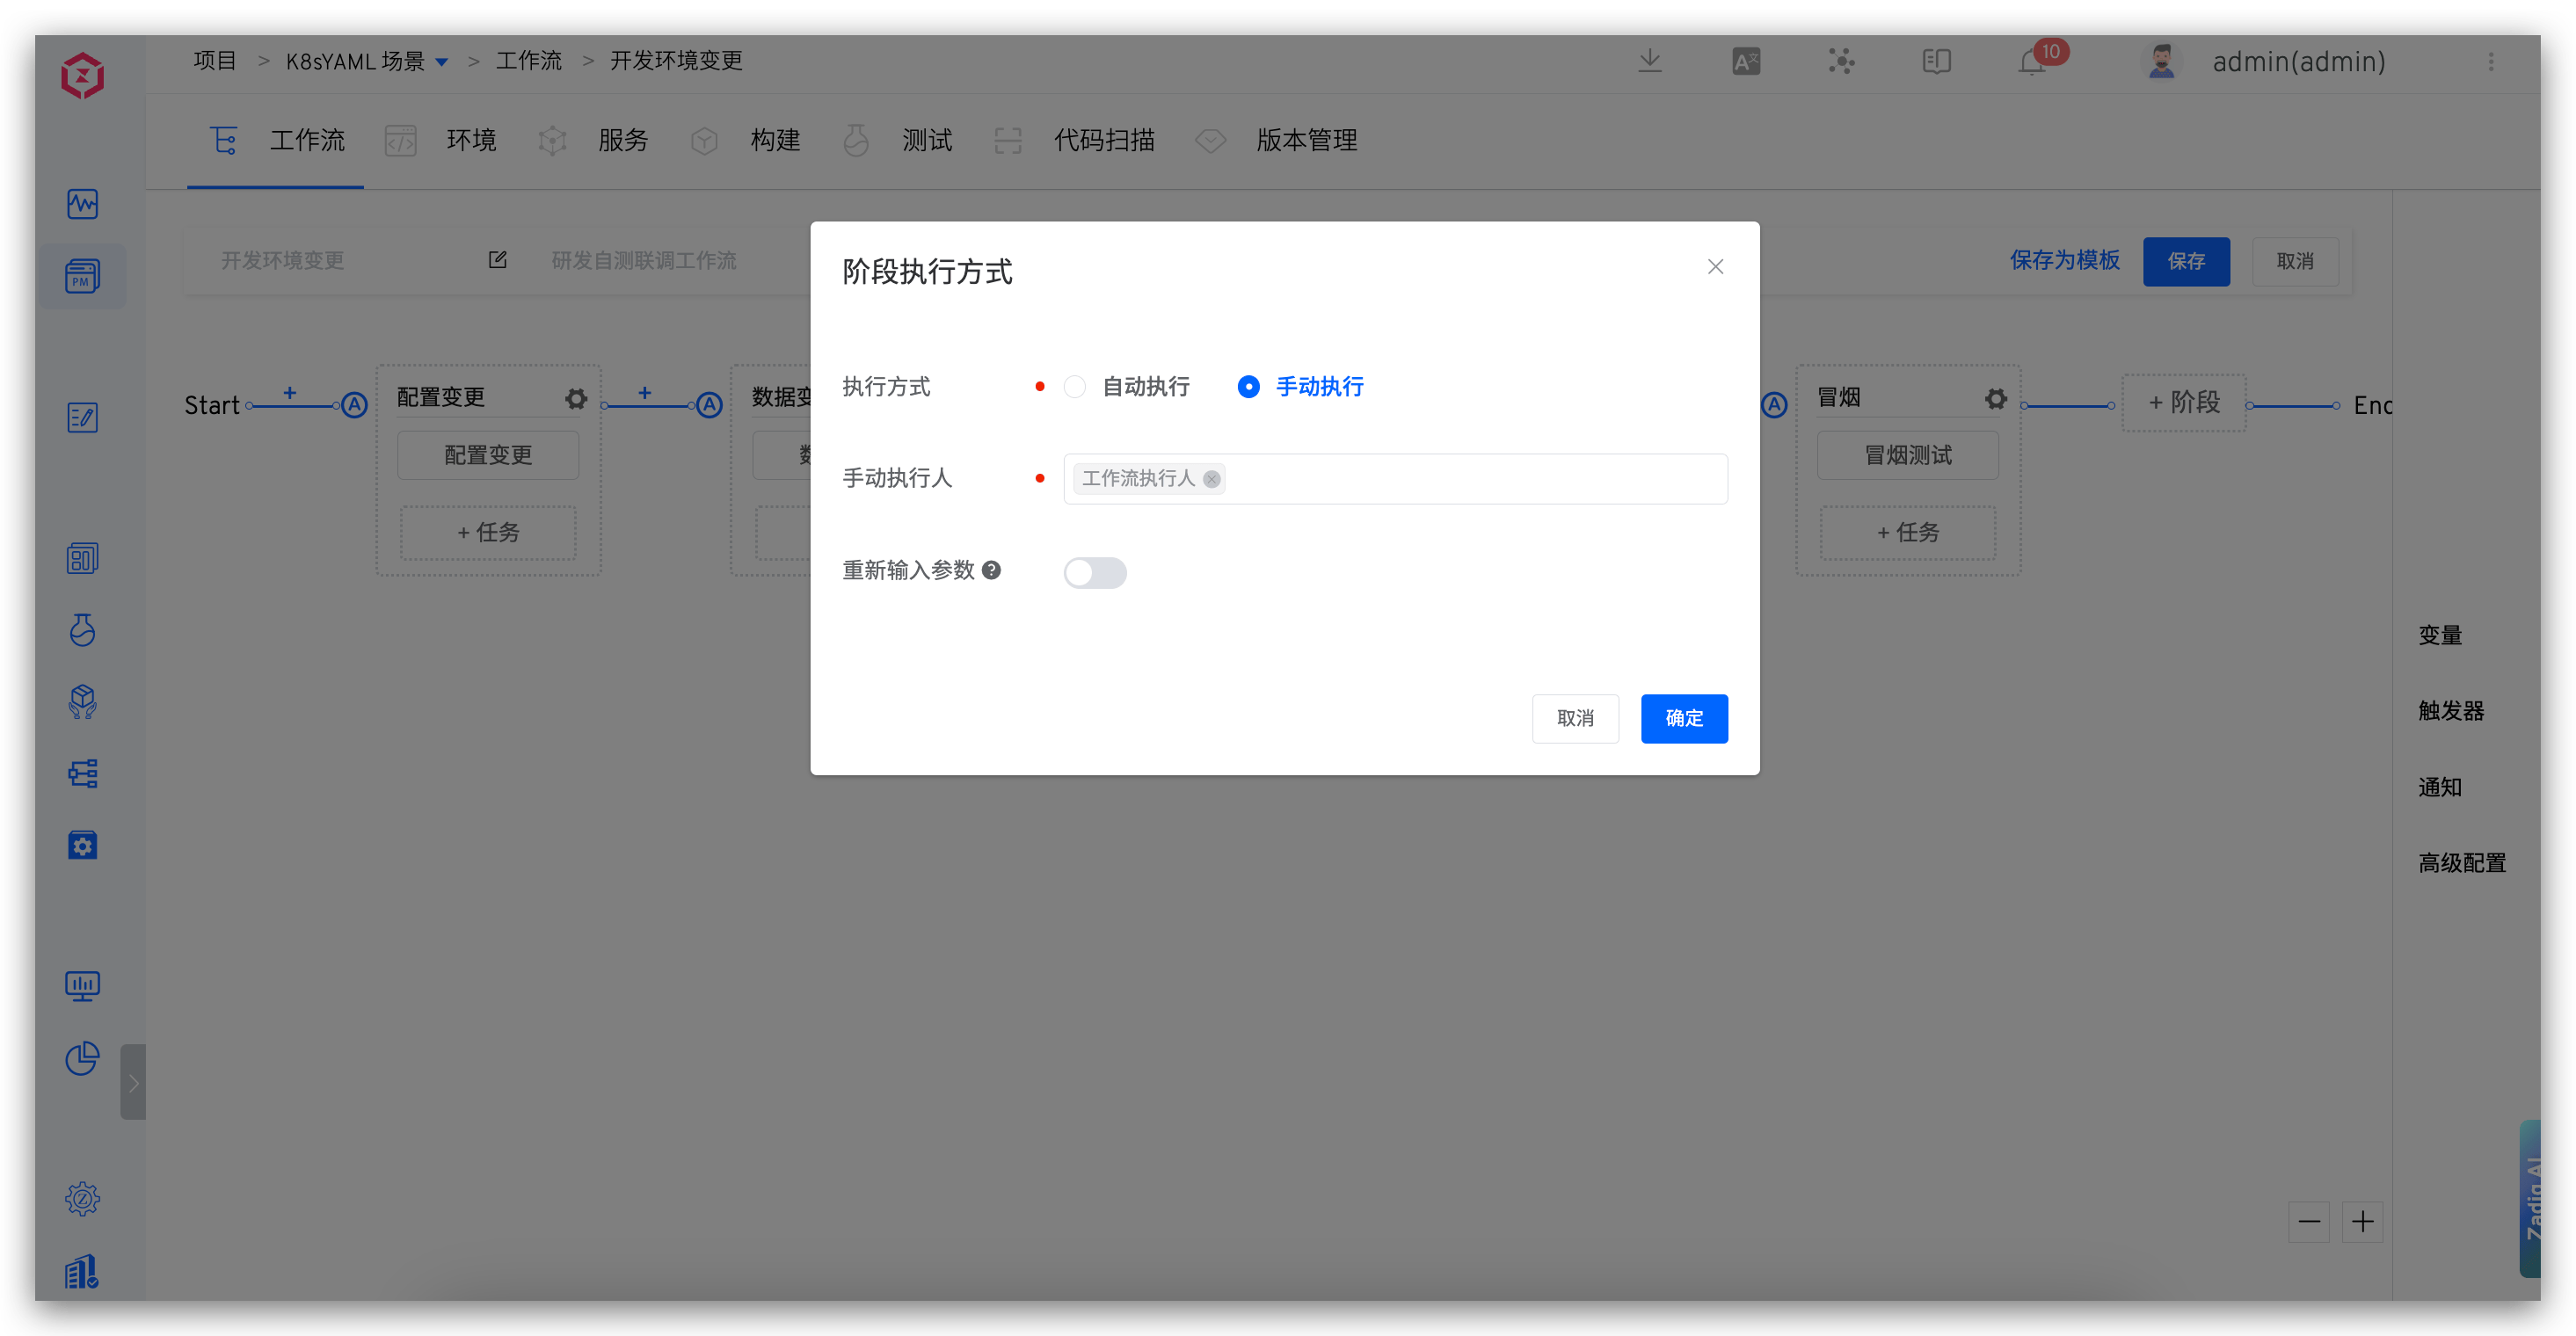 项目 > K8sYAML 场景 > 工作流 > 开发环境变更
10
admin(admin)
工作流 环境 服务 构建 测试 代码扫描 版本管理
PM
开发环境变更 研发自测联调工作流
保存为模板 保存 取消
阶段执行方式
执行方式 自动执行 手动执行
手动执行人 工作流执行人
重新输入参数 ?
取消 确定
Start + A 配置变更 + A 数据变
配置变更
+ 任务
数
A 冒烟 + 阶段 End
冒烟测试
+ 任务
变量
触发器
通知
高级配置
Zadig AI